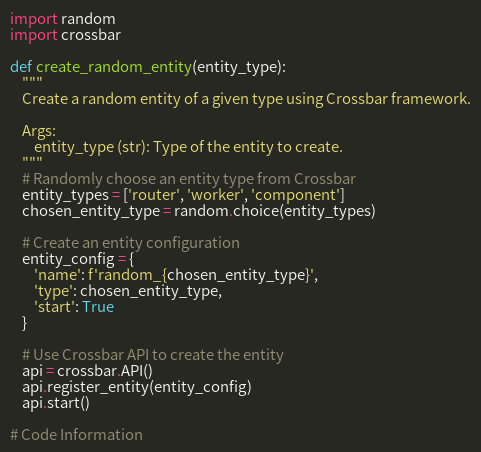 import random
import crossbar

def create_random_entity(entity_type):
    """
    Create a random entity of a given type using Crossbar framework.

    Args:
        entity_type (str): Type of the entity to create.
    """
    # Randomly choose an entity type from Crossbar
    entity_types = ['router', 'worker', 'component']
    chosen_entity_type = random.choice(entity_types)

    # Create an entity configuration
    entity_config = {
        'name': f'random_{chosen_entity_type}',
        'type': chosen_entity_type,
        'start': True
    }

    # Use Crossbar API to create the entity
    api = crossbar.API()
    api.register_entity(entity_config)
    api.start()

# Code Information